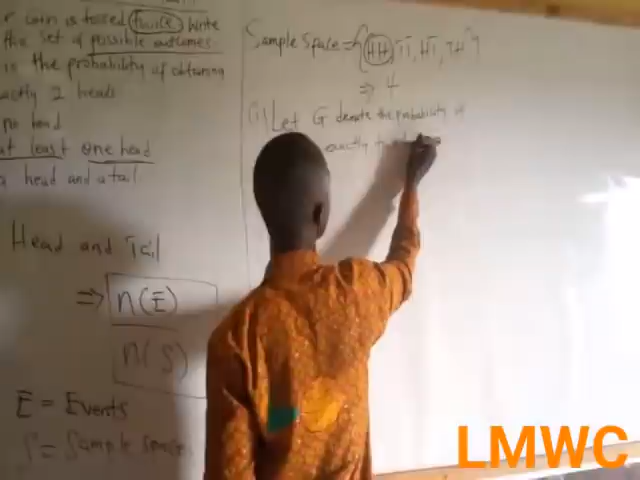 r coin is tossed twice. Write
the set of possible outcomes.
is the probability of obtaining
actly 2 heads
no head
at least one head
a head and a tail
Head and Tail
=> n(E)
n(S)
E = Events
S = Sample space
Sample Space = {HH, TT, HT, TH}
=> 4
(i) Let G denote the probability of
exactly
LMWC